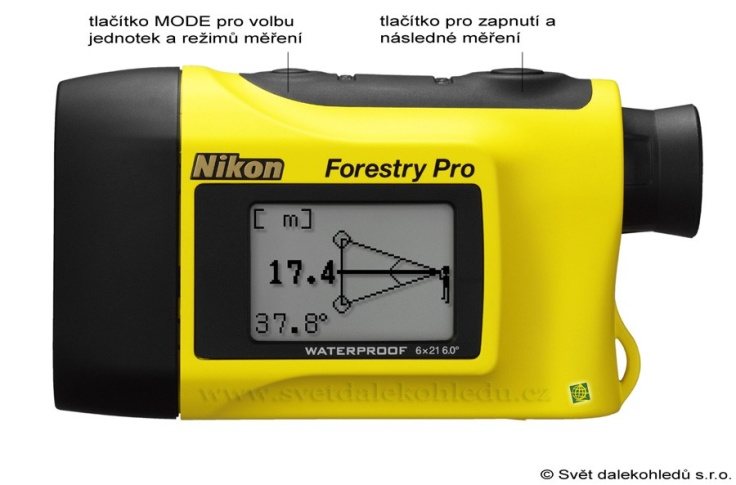 tlačítko MODE pro volbu
jednotek a režimů měření
tlačítko pro zapnutí a
následné měření
Nikon
Forestry Pro
[ m]
17.4
37.8°
WATERPROOF 6×21 6.0°
www.svetdalekohledu.cz
© Svět dalekohledů s.r.o.